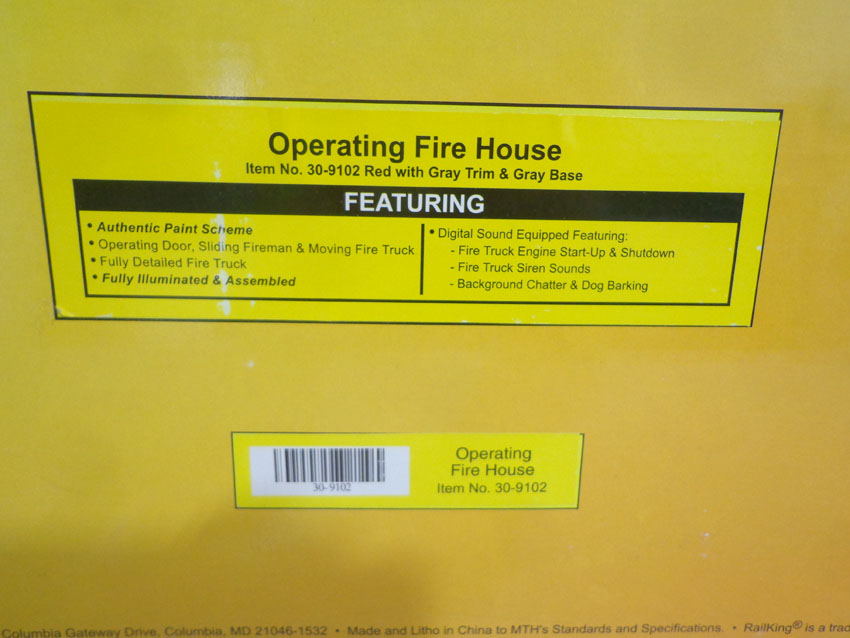 Operating Fire House
Item No. 30-9102 Red with Gray Trim & Gray Base
FEATURING
• Authentic Paint Scheme
• Operating Door, Sliding Fireman & Moving Fire Truck
• Fully Detailed Fire Truck
• Fully Illuminated & Assembled
• Digital Sound Equipped Featuring:
- Fire Truck Engine Start-Up & Shutdown
- Fire Truck Siren Sounds
- Background Chatter & Dog Barking
30-9102
Operating
Fire House
Item No. 30-9102
Columbia Gateway Drive, Columbia, MD 21046-1532 • Made and Litho in China to MTH's Standards and Specifications. • RailKing® is a trad